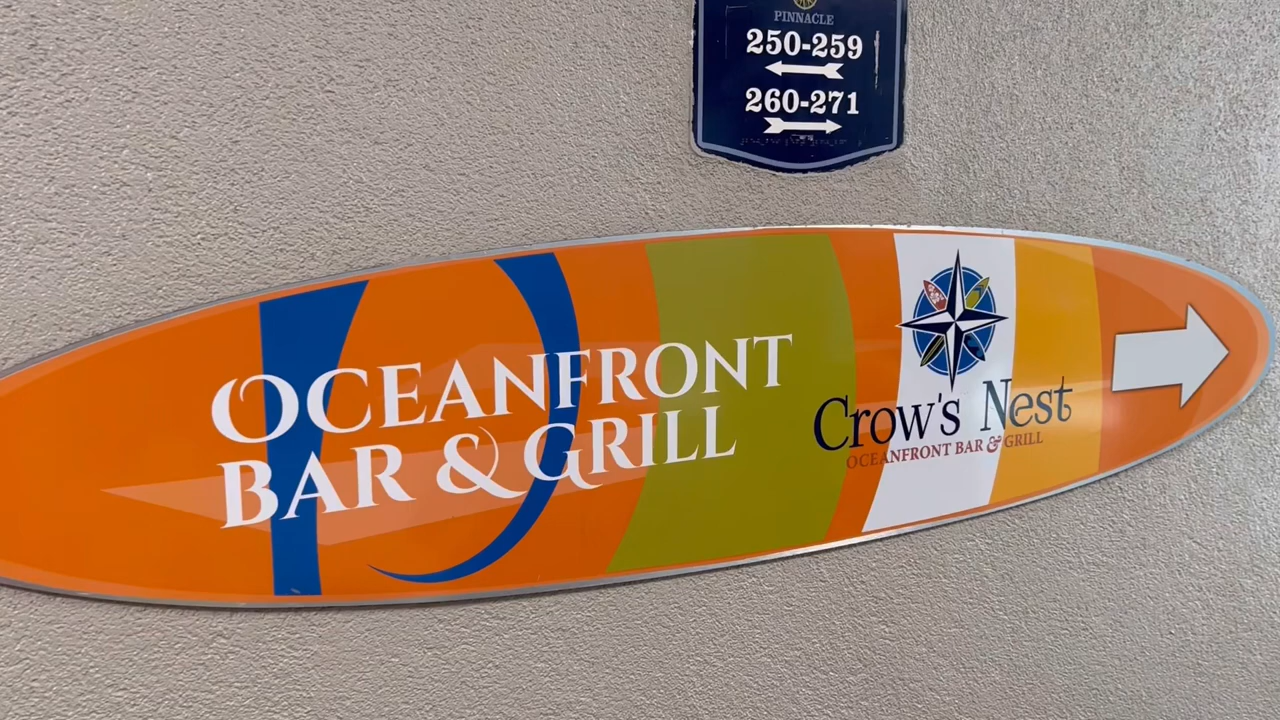 PINNACLE
250-259
260-271
OCEANFRONT
BAR & GRILL
Crow's Nest
OCEANFRONT BAR & GRILL